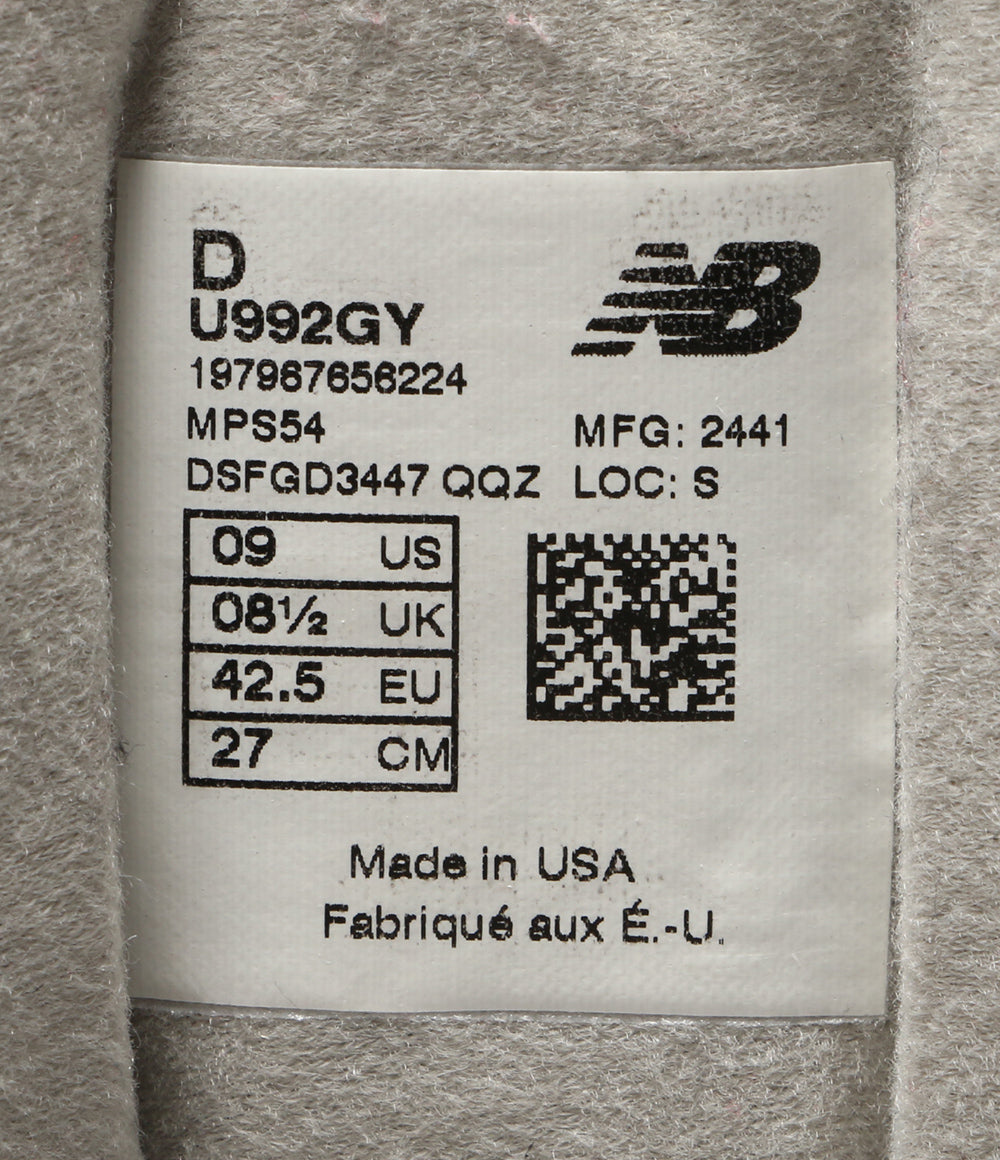 D
NB
U992GY
197967656224
MPS54 MFG: 2441
DSFGD3447 QQZ LOC: S
09 US
08½ UK
42.5 EU
27 CM
Made in USA
Fabriqué aux É.-U.